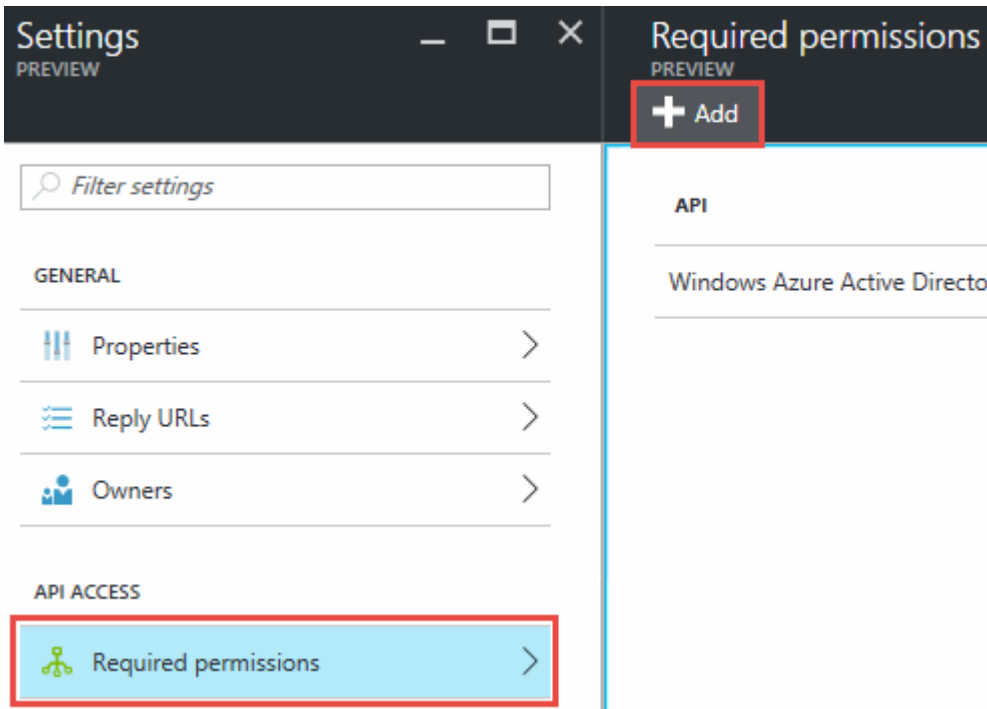 Settings
PREVIEW
Filter settings
GENERAL
Properties
Reply URLs
Owners
API ACCESS
Required permissions
Required permissions
PREVIEW
Add
API
Windows Azure Active Directo